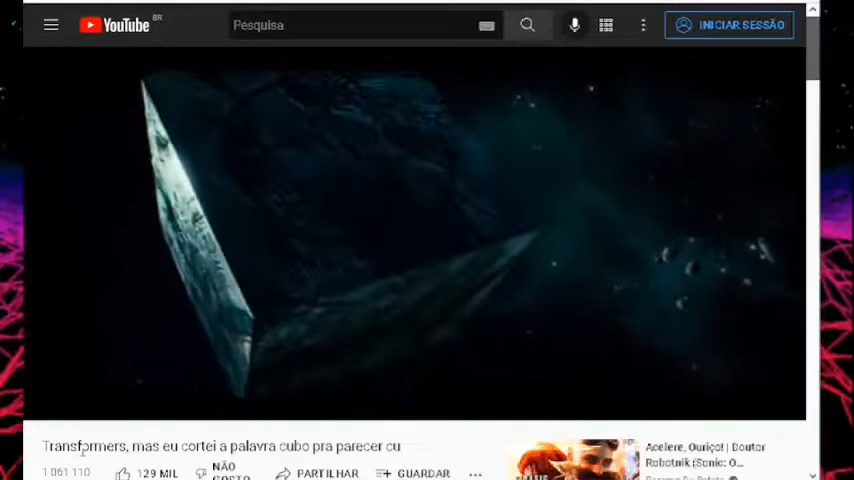 YouTube BR
Pesquisa
INICIAR SESSÃO
Transformers, mas eu cortei a palavra cubo pra parecer cu
1 061 110
129 MIL
NÃO
GOSTO
PARTILHAR
GUARDAR
Acelere, Ouriço! | Doutor
Robotnik (Sonic: O...